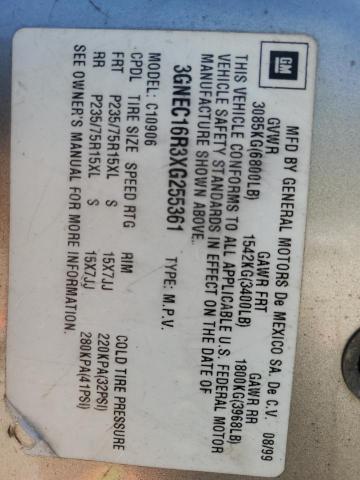 GM
MFD BY GENERAL MOTORS De MEXICO SA. De C.V. 08/99
GVWR GAWR FRT GAWR RR
3085KG(6800LB) 1542KG(3400LB) 1800KG(3968LB)
THIS VEHICLE CONFORMS TO ALL APPLICABLE U.S. FEDERAL MOTOR
VEHICLE SAFETY STANDARDS IN EFFECT ON THE DATE OF
MANUFACTURE SHOWN ABOVE.
3GNEC16R3XG255361 TYPE: M.P.V.
MODEL: C10906
CPDL TIRE SIZE SPEED RTG RIM COLD TIRE PRESSURE
FRT P235/75R15XL S 15X7JJ 220KPA(32PSI)
RR P235/75R15XL S 15X7JJ 280KPA(41PSI)
SEE OWNER'S MANUAL FOR MORE INFORMATION.